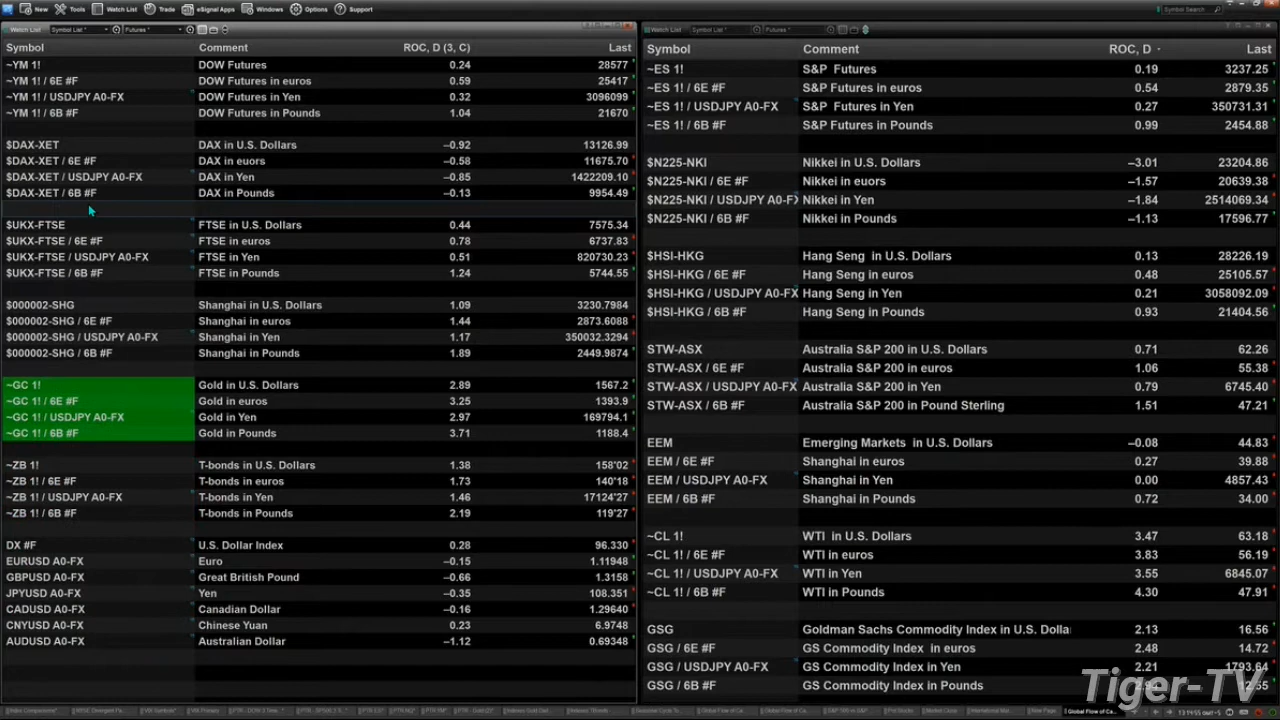 New Tools Watch List Trade eSignal Apps Windows Options Support Symbol Search
Watch List Symbol List * Futures *
Symbol Comment ROC, D (3, C) Last
~YM 1! DOW Futures 0.24 28577
~YM 1! / 6E #F DOW Futures in euros 0.59 25417
~YM 1! / USDJPY A0-FX DOW Futures in Yen 0.32 3096099
~YM 1! / 6B #F DOW Futures in Pounds 1.04 21670
$DAX-XET DAX in U.S. Dollars −0.92 13126.99
$DAX-XET / 6E #F DAX in euors −0.58 11675.70
$DAX-XET / USDJPY A0-FX DAX in Yen −0.85 1422209.10
$DAX-XET / 6B #F DAX in Pounds −0.13 9954.49
$UKX-FTSE FTSE in U.S. Dollars 0.44 7575.34
$UKX-FTSE / 6E #F FTSE in euros 0.78 6737.83
$UKX-FTSE / USDJPY A0-FX FTSE in Yen 0.51 820730.23
$UKX-FTSE / 6B #F FTSE in Pounds 1.24 5744.55
$000002-SHG Shanghai in U.S. Dollars 1.09 3230.7984
$000002-SHG / 6E #F Shanghai in euros 1.44 2873.6088
$000002-SHG / USDJPY A0-FX Shanghai in Yen 1.17 350032.3294
$000002-SHG / 6B #F Shanghai in Pounds 1.89 2449.9874
~GC 1! Gold in U.S. Dollars 2.89 1567.2
~GC 1! / 6E #F Gold in euros 3.25 1393.9
~GC 1! / USDJPY A0-FX Gold in Yen 2.97 169794.1
~GC 1! / 6B #F Gold in Pounds 3.71 1188.4
~ZB 1! T-bonds in U.S. Dollars 1.38 158'02
~ZB 1! / 6E #F T-bonds in euros 1.73 140'18
~ZB 1! / USDJPY A0-FX T-bonds in Yen 1.46 17124'27
~ZB 1! / 6B #F T-bonds in Pounds 2.19 119'27
DX #F U.S. Dollar Index 0.28 96.330
EURUSD A0-FX Euro −0.15 1.11948
GBPUSD A0-FX Great British Pound −0.66 1.3158
JPYUSD A0-FX Yen −0.35 108.351
CADUSD A0-FX Canadian Dollar −0.16 1.29640
CNYUSD A0-FX Chinese Yuan 0.23 6.9748
AUDUSD A0-FX Australian Dollar −1.12 0.69348
Watch List Symbol List * Futures *
Symbol Comment ROC, D Last
~ES 1! S&P Futures 0.19 3237.25
~ES 1! / 6E #F S&P Futures in euros 0.54 2879.35
~ES 1! / USDJPY A0-FX S&P Futures in Yen 0.27 350731.31
~ES 1! / 6B #F S&P Futures in Pounds 0.99 2454.88
$N225-NKI Nikkei in U.S. Dollars −3.01 23204.86
$N225-NKI / 6E #F Nikkei in euors −1.57 20639.38
$N225-NKI / USDJPY A0-FX Nikkei in Yen −1.84 2514069.34
$N225-NKI / 6B #F Nikkei in Pounds −1.13 17596.77
$HSI-HKG Hang Seng in U.S. Dollars 0.13 28226.19
$HSI-HKG / 6E #F Hang Seng in euros 0.48 25105.57
$HSI-HKG / USDJPY A0-FX Hang Seng in Yen 0.21 3058092.09
$HSI-HKG / 6B #F Hang Seng in Pounds 0.93 21404.56
STW-ASX Australia S&P 200 in U.S. Dollars 0.71 62.26
STW-ASX / 6E #F Australia S&P 200 in euros 1.06 55.38
STW-ASX / USDJPY A0-FX Australia S&P 200 in Yen 0.79 6745.40
STW-ASX / 6B #F Australia S&P 200 in Pound Sterling 1.51 47.21
EEM Emerging Markets in U.S. Dollars −0.08 44.83
EEM / 6E #F Shanghai in euros 0.27 39.88
EEM / USDJPY A0-FX Shanghai in Yen 0.00 4857.43
EEM / 6B #F Shanghai in Pounds 0.72 34.00
~CL 1! WTI in U.S. Dollars 3.47 63.18
~CL 1! / 6E #F WTI in euros 3.83 56.19
~CL 1! / USDJPY A0-FX WTI in Yen 3.55 6845.07
~CL 1! / 6B #F WTI in Pounds 4.30 47.91
GSG Goldman Sachs Commodity Index in U.S. Dolla 2.13 16.56
GSG / 6E #F GS Commodity Index in euros 2.48 14.72
GSG / USDJPY A0-FX GS Commodity Index in Yen 2.21 1793.64
GSG / 6B #F GS Commodity Index in Pounds
Tiger-TV
Global Flow of Ca...